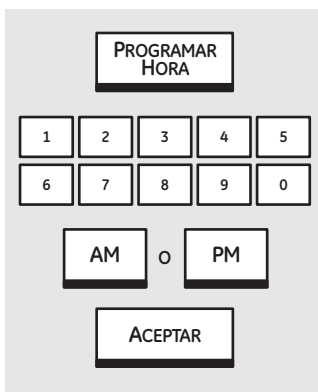 PROGRAMAR
HORA
1 2 3 4 5
6 7 8 9 0
AM o PM
ACEPTAR